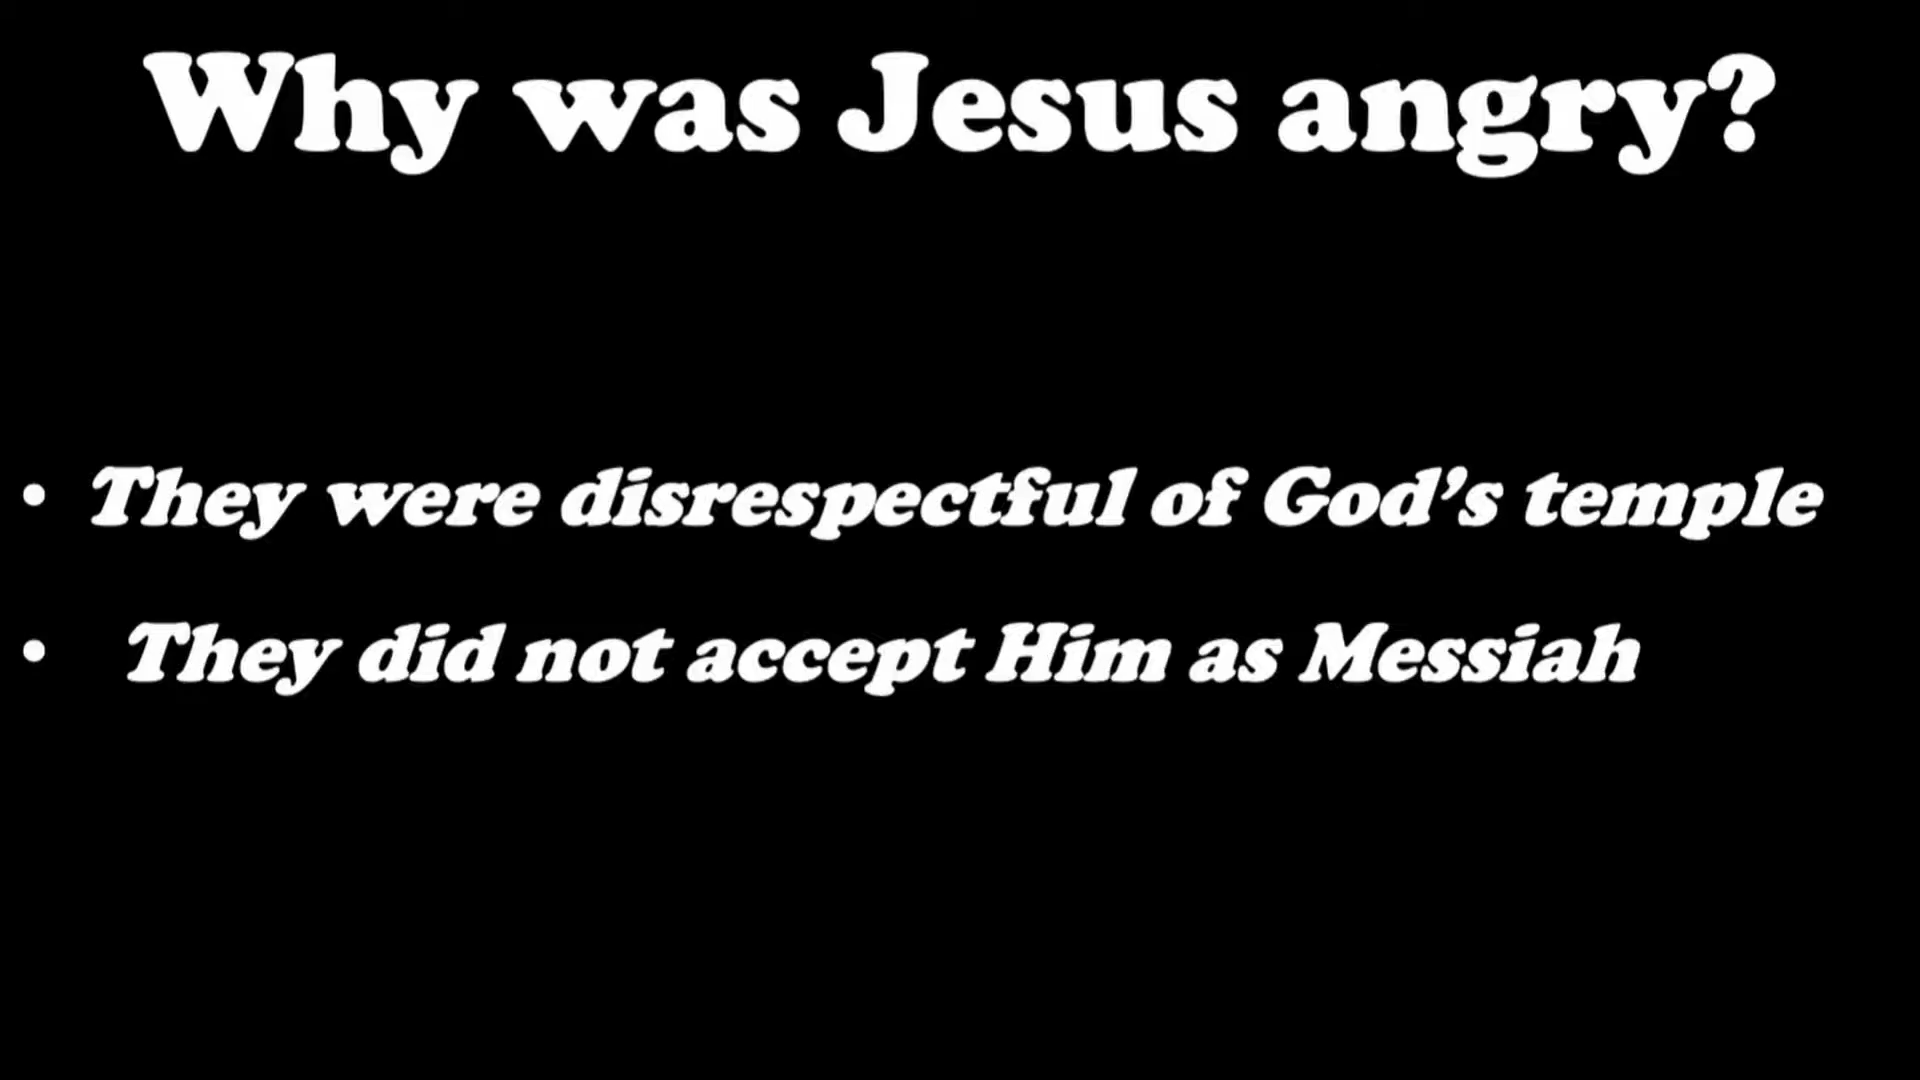 Why was Jesus angry?
• They were disrespectful of God’s temple
• They did not accept Him as Messiah